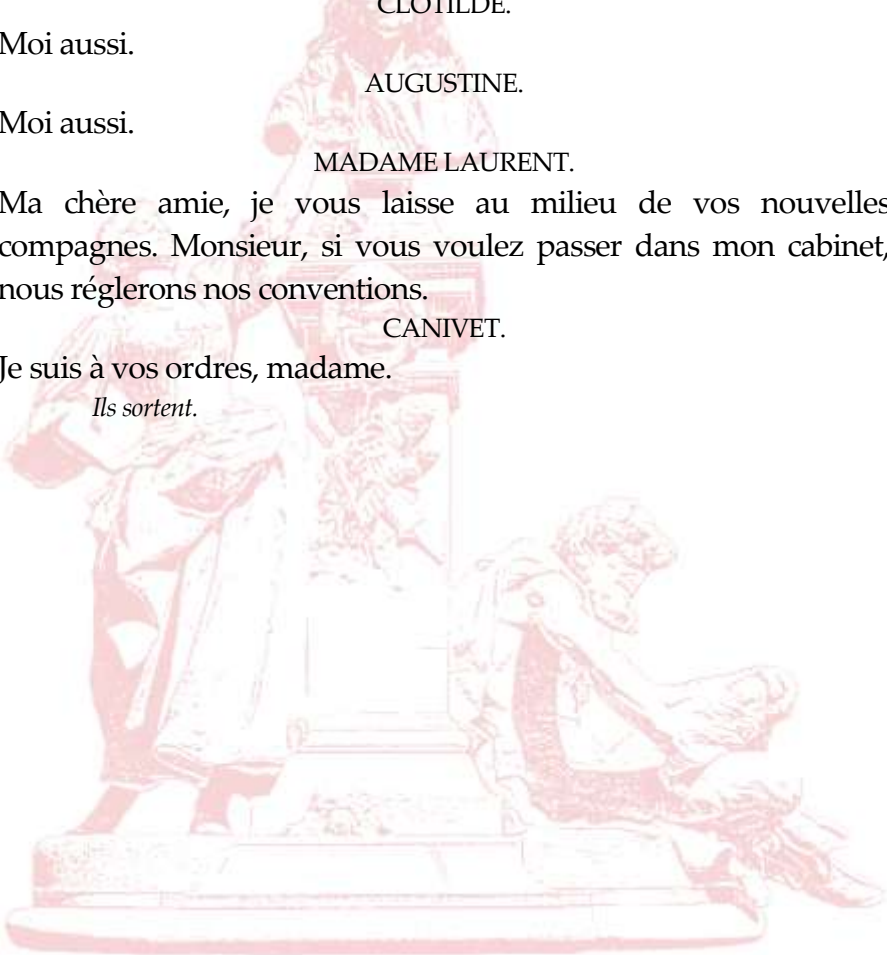 CLOTILDE.
Moi aussi.
AUGUSTINE.
Moi aussi.
MADAME LAURENT.
Ma chère amie, je vous laisse au milieu de vos nouvelles
compagnes. Monsieur, si vous voulez passer dans mon cabinet,
nous réglerons nos conventions.
CANIVET.
Je suis à vos ordres, madame.
Ils sortent.